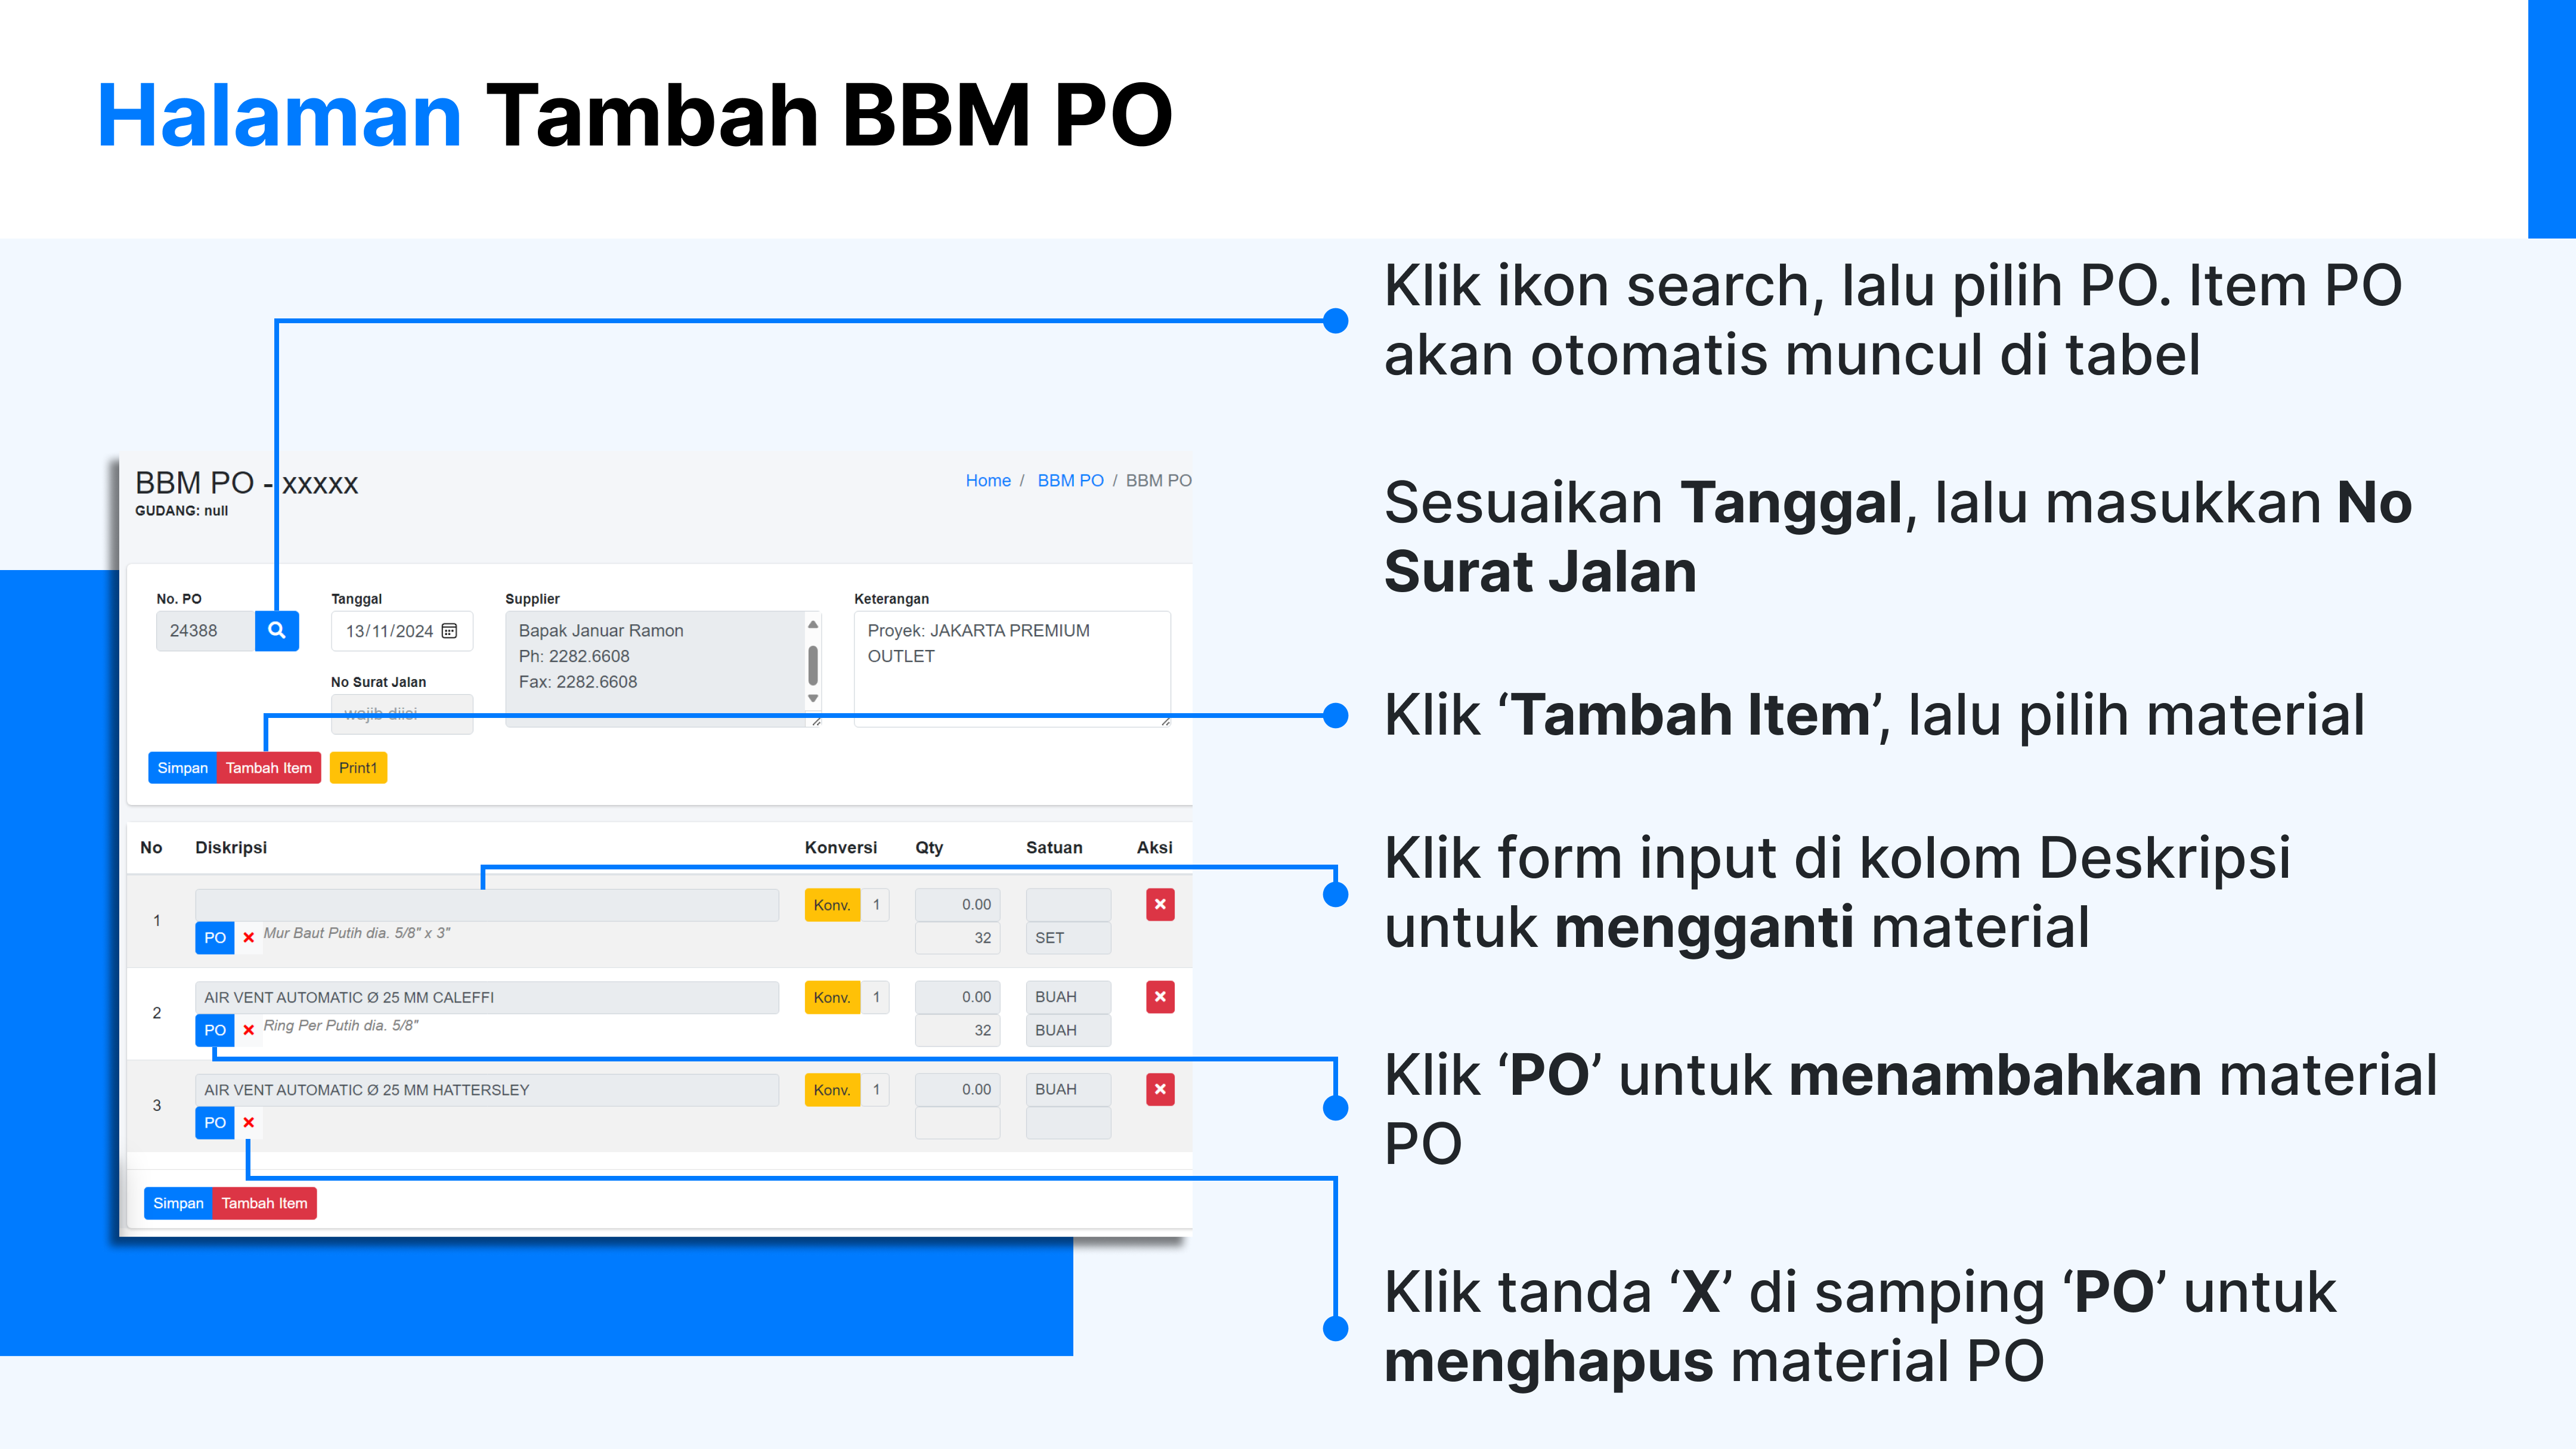 Halaman Tambah BBM PO
Klik ikon search, lalu pilih PO. Item PO
akan otomatis muncul di tabel
Sesuaikan Tanggal, lalu masukkan No
Surat Jalan
Klik ‘Tambah Item’, lalu pilih material
Klik form input di kolom Deskripsi
untuk mengganti material
Klik ‘PO’ untuk menambahkan material
PO
Klik tanda ‘X’ di samping ‘PO’ untuk
menghapus material PO
BBM PO - xxxxx
Home / BBM PO / BBM PO
GUDANG: null
No. PO Tanggal Supplier Keterangan
24388 13/11/2024 Bapak Januar Ramon Proyek: JAKARTA PREMIUM
Ph: 2282.6608 OUTLET
No Surat Jalan Fax: 2282.6608
wajib diisi
Simpan Tambah Item Print1
No Diskripsi Konversi Qty Satuan Aksi
1 Konv. 1 0.00
PO Mur Baut Putih dia. 5/8" x 3" 32 SET
2 AIR VENT AUTOMATIC Ø 25 MM CALEFFI Konv. 1 0.00 BUAH
PO Ring Per Putih dia. 5/8" 32 BUAH
3 AIR VENT AUTOMATIC Ø 25 MM HATTERSLEY Konv. 1 0.00 BUAH
PO
Simpan Tambah Item